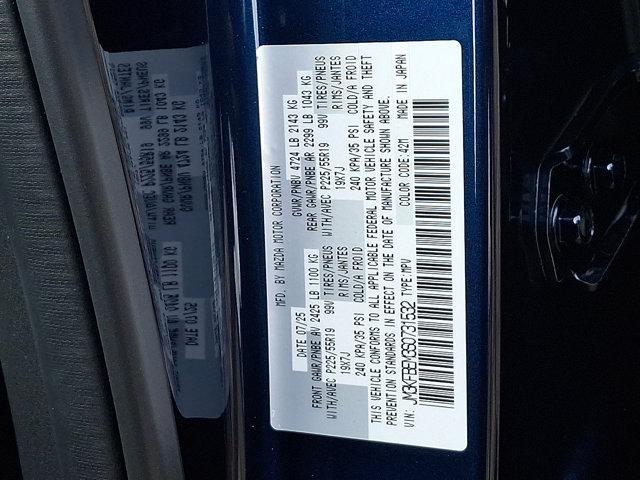 MFD. BY MAZDA MOTOR CORPORATION
DATE 07/25 GVWR/PNBV 4724 LB 2143 KG
FRONT GAWR/PNBE AV 2425 LB 1100 KG REAR GAWR/PNBE AR 2299 LB 1043 KG
WITH/AVEC P225/55R19 99V TIRES/PNEUS WITH/AVEC P225/55R19 99V TIRES/PNEUS
19X7J RIMS/JANTES 19X7J RIMS/JANTES
240 KPA/35 PSI COLD/A FROID 240 KPA/35 PSI COLD/A FROID
THIS VEHICLE CONFORMS TO ALL APPLICABLE FEDERAL MOTOR VEHICLE SAFETY AND THEFT
PREVENTION STANDARDS IN EFFECT ON THE DATE OF MANUFACTURE SHOWN ABOVE.
VIN: TYPE:MPV COLOR CODE:42M MADE IN JAPAN